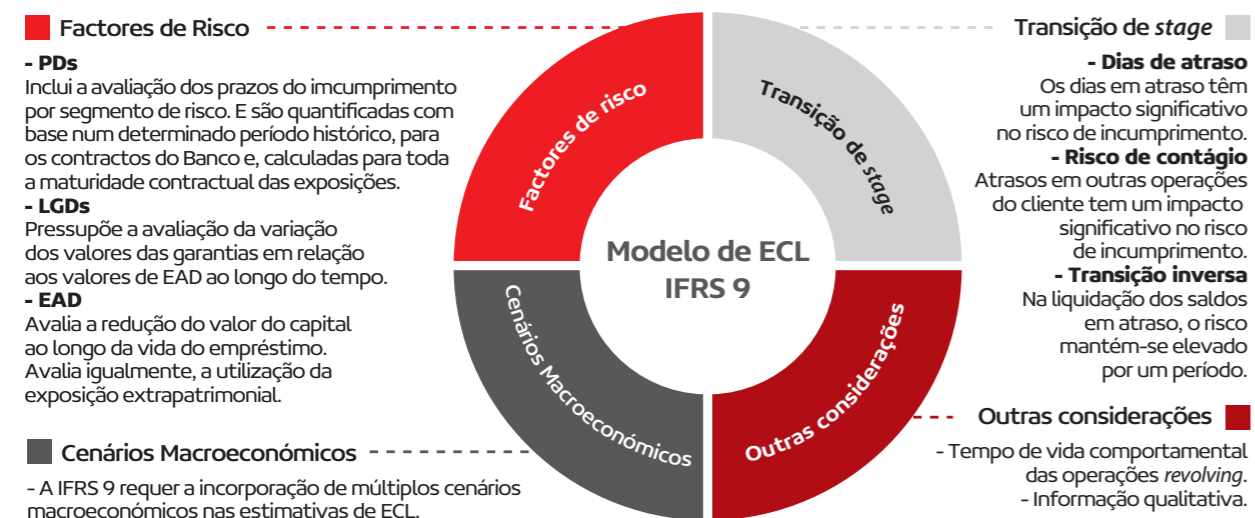 Factores de Risco
- PDs
Inclui a avaliação dos prazos do imcumprimento
por segmento de risco. E são quantificadas com
base num determinado período histórico, para
os contractos do Banco e, calculadas para toda
a maturidade contractual das exposições.
- LGDs
Pressupõe a avaliação da variação
dos valores das garantias em relação
aos valores de EAD ao longo do tempo.
- EAD
Avalia a redução do valor do capital
ao longo da vida do empréstimo.
Avalia igualmente, a utilização da
exposição extrapatrimonial.
Cenários Macroeconómicos
- A IFRS 9 requer a incorporação de múltiplos cenários
macroeconómicos nas estimativas de ECL.
Factores de risco
Transição de stage
Modelo de ECL
IFRS 9
Cenários Macroeconómicos
Outras considerações
Transição de stage
- Dias de atraso
Os dias em atraso têm
um impacto significativo
no risco de incumprimento.
- Risco de contágio
Atrasos em outras operações
do cliente tem um impacto
significativo no risco
de incumprimento.
- Transição inversa
Na liquidação dos saldos
em atraso, o risco
mantém-se elevado
por um período.
Outras considerações
- Tempo de vida comportamental
das operações revolving.
- Informação qualitativa.